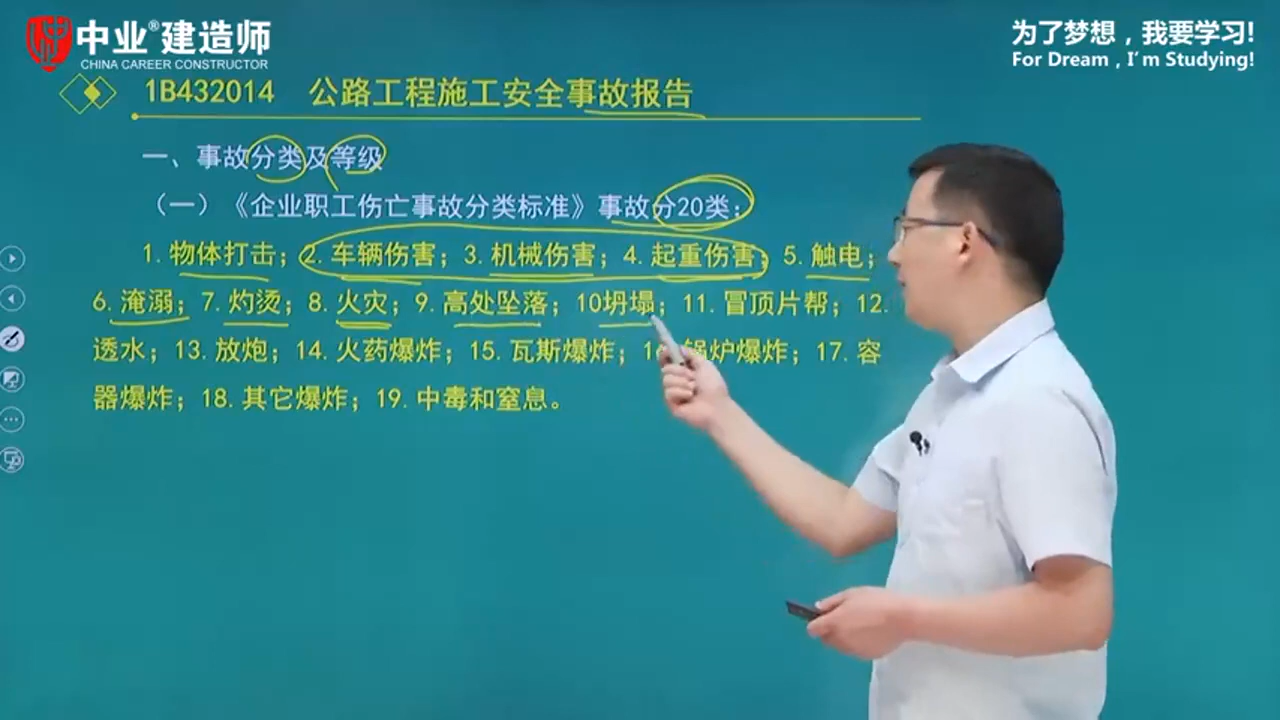 中业®建造师
CHINA CAREER CONSTRUCTOR
为了梦想，我要学习!
For Dream, I'm Studying!
1B432014 公路工程施工安全事故报告
一、事故分类及等级
（一）《企业职工伤亡事故分类标准》事故分20类：
1. 物体打击；2. 车辆伤害；3. 机械伤害；4. 起重伤害；5. 触电；
6. 淹溺；7. 灼烫；8. 火灾；9. 高处坠落；10坍塌；11. 冒顶片帮；12.
透水；13. 放炮；14. 火药爆炸；15. 瓦斯爆炸；16 锅炉爆炸；17. 容
器爆炸；18. 其它爆炸；19. 中毒和窒息。